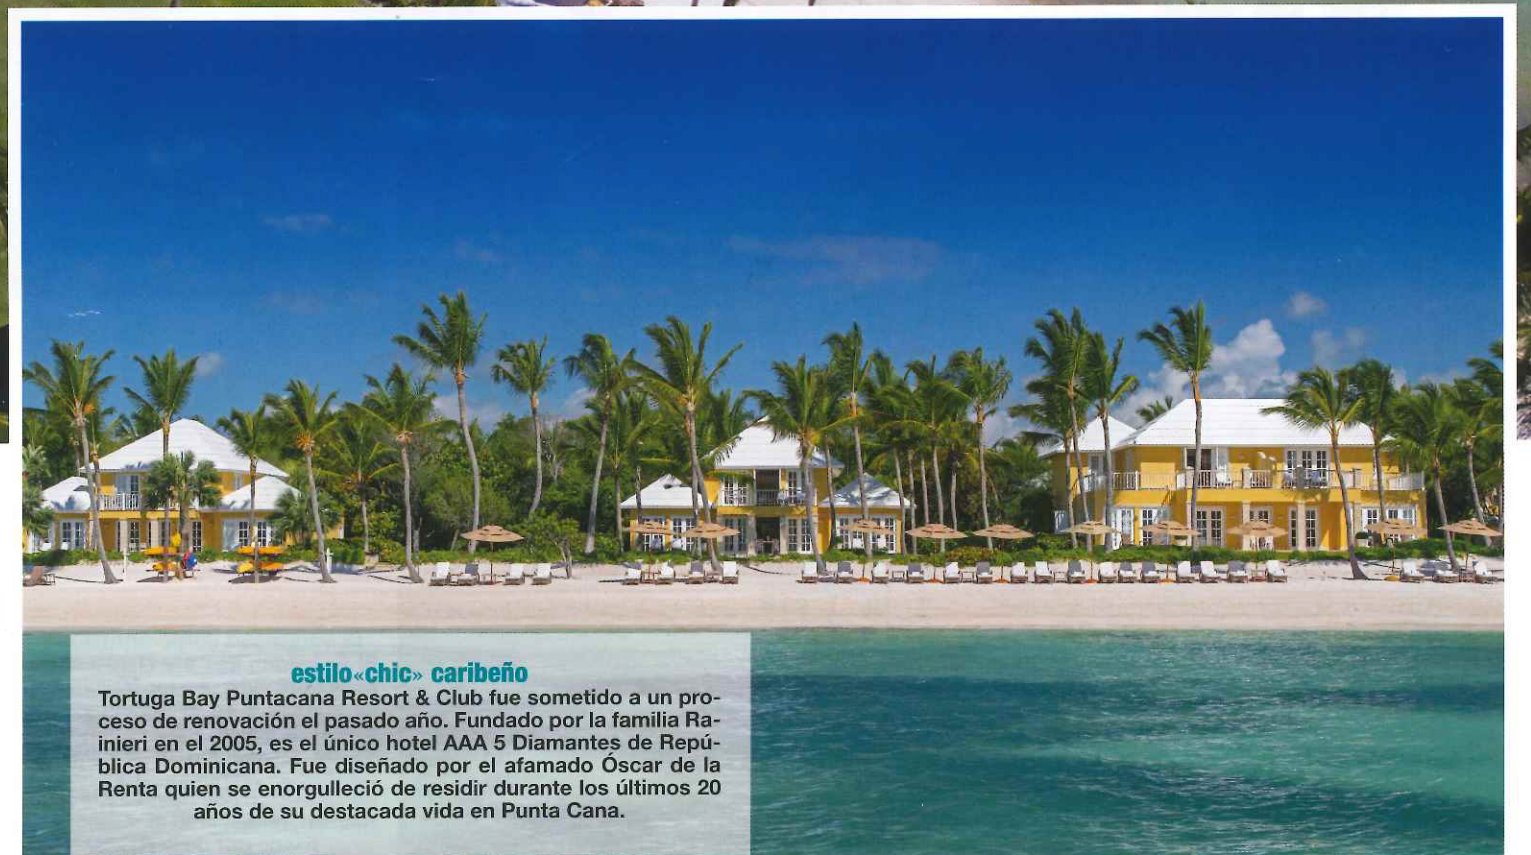 estilo«chic» caribeño
Tortuga Bay Puntacana Resort & Club fue sometido a un pro-
ceso de renovación el pasado año. Fundado por la familia Ra-
inieri en el 2005, es el único hotel AAA 5 Diamantes de Repú-
blica Dominicana. Fue diseñado por el afamado Óscar de la
Renta quien se enorgulleció de residir durante los últimos 20
años de su destacada vida en Punta Cana.